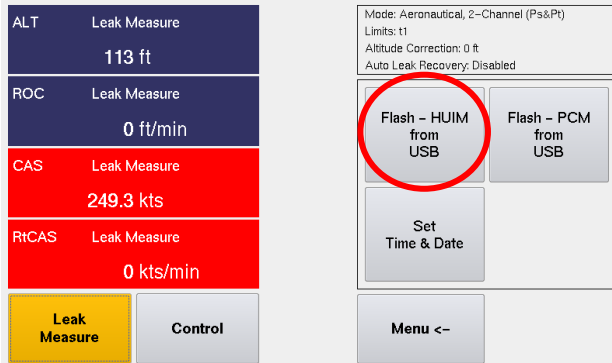 ALT Leak Measure
113 ft
ROC Leak Measure
0 ft/min
CAS Leak Measure
249.3 kts
RtCAS Leak Measure
0 kts/min
Leak
Measure
Control
Mode: Aeronautical, 2-Channel (Ps&Pt)
Limits: t1
Altitude Correction: 0 ft
Auto Leak Recovery: Disabled
Flash - HUIM
from
USB
Flash - PCM
from
USB
Set
Time & Date
Menu <-